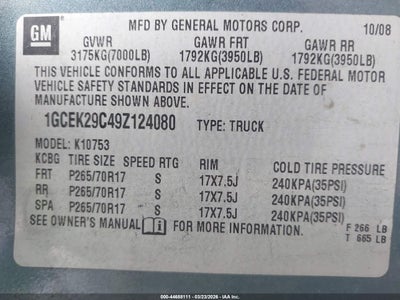 GM
MFD BY GENERAL MOTORS CORP. 10/08
GVWR GAWR FRT GAWR RR
3175KG(7000LB) 1792KG(3950LB) 1792KG(3950LB)
THIS VEHICLE CONFORMS TO ALL APPLICABLE U.S. FEDERAL MOTOR
VEHICLE SAFETY STANDARDS IN EFFECT ON THE DATE OF
MANUFACTURE SHOWN ABOVE.
1GCEK29C49Z124080 TYPE: TRUCK
MODEL: K10753
KCBG TIRE SIZE SPEED RTG RIM COLD TIRE PRESSURE
FRT P265/70R17 S 17X7.5J 240KPA(35PSI)
RR P265/70R17 S 17X7.5J 240KPA(35PSI)
SPA P265/70R17 S 17X7.5J 240KPA(35PSI)
SEE OWNER'S MANUAL FOR MORE INFORMATION.
F 266 LB
T 665 LB
000-44658111 - 03/23/2026 - IAA, Inc.